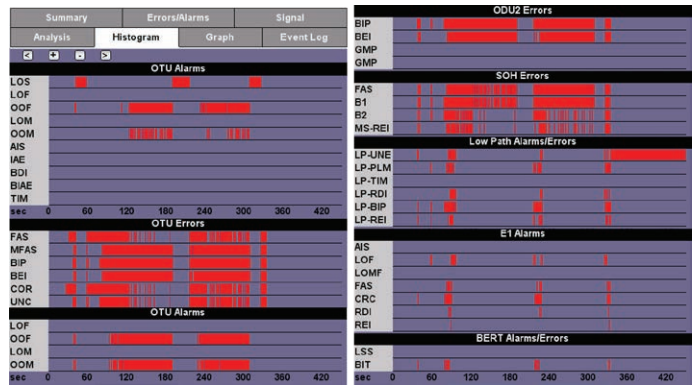 Summary Errors/Alarms Signal
Analysis Histogram Graph Event Log
< + - >
OTU Alarms
LOS
LOF
OOF
LOM
OOM
AIS
IAE
BDI
BIAE
TIM
sec 0 60 120 180 240 300 360 420
OTU Errors
FAS
MFAS
BIP
BEI
COR
UNC
OTU Alarms
LOF
OOF
LOM
OOM
sec 0 60 120 180 240 300 360 420
ODU2 Errors
BIP
BEI
GMP
GMP
SOH Errors
FAS
B1
B2
MS-REI
Low Path Alarms/Errors
LP-UNE
LP-PLM
LP-TIM
LP-RDI
LP-BIP
LP-REI
E1 Alarms
AIS
LOF
LOMF
FAS
CRC
RDI
REI
BERT Alarms/Errors
LSS
BIT
sec 0 60 120 180 240 300 360 420